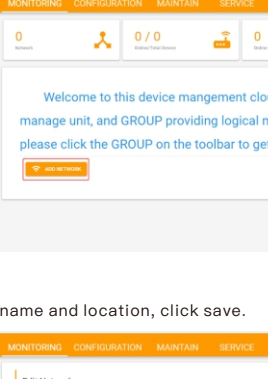 MONITORING CONFIGURATION MAINTAIN SERVICE
0
Network
0 / 0
Online/Total Device
0
Online
Welcome to this device mangement clo
manage unit, and GROUP providing logical n
please click the GROUP on the toolbar to get
ADD NETWORK
name and location, click save.
MONITORING CONFIGURATION MAINTAIN SERVICE